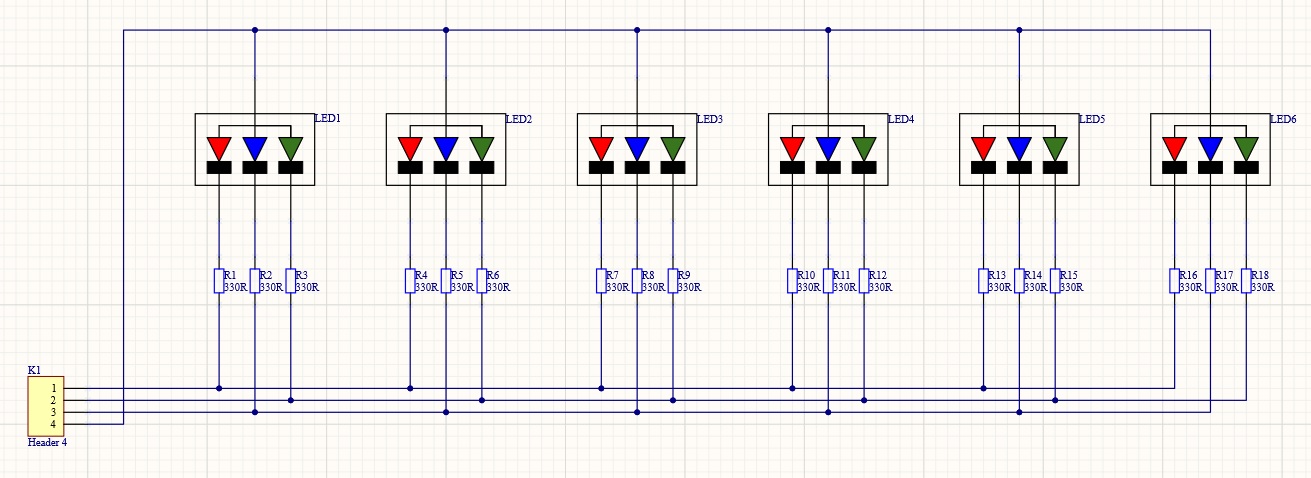 LED1
LED2
LED3
LED4
LED5
LED6
R1 R2 R3
330R 330R 330R
R4 R5 R6
330R 330R 330R
R7 R8 R9
330R 330R 330R
R10 R11 R12
330R 330R 330R
R13 R14 R15
330R 330R 330R
R16 R17 R18
330R 330R 330R
K1
1
2
3
4
Header 4